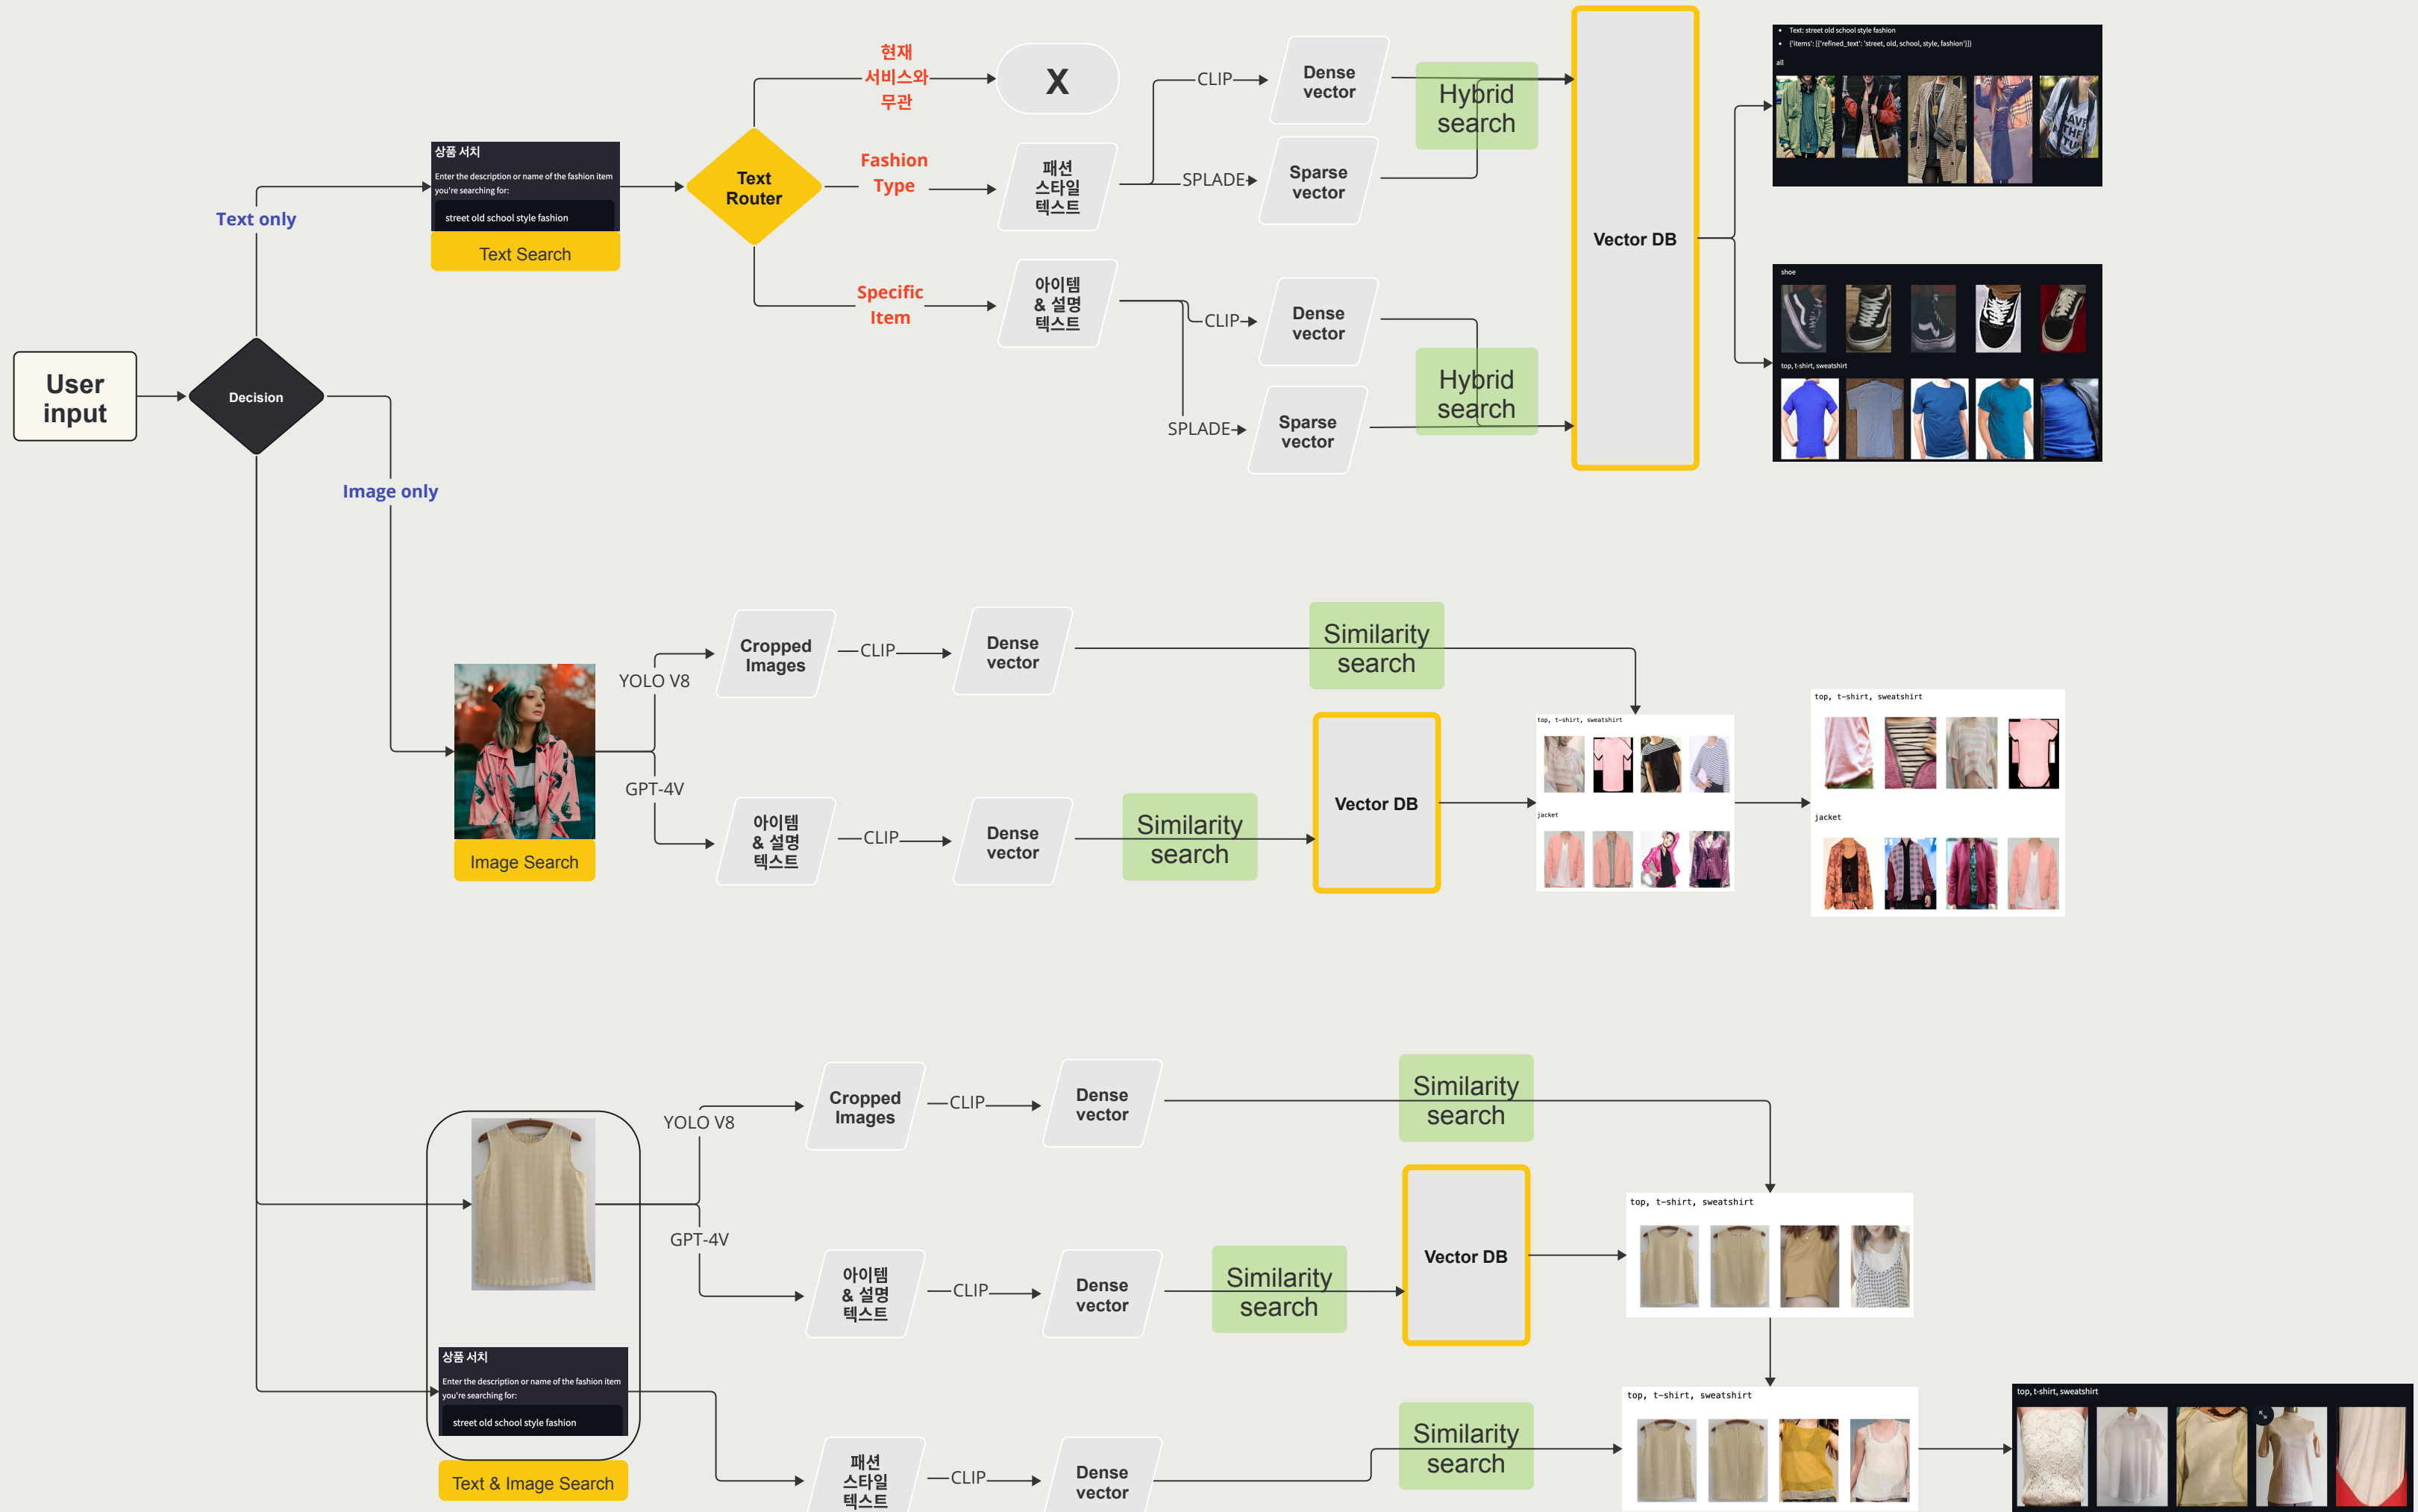 User
input
Decision
Text only
Image only
상품 서치
Enter the description or name of the fashion item
you're searching for:
street old school style fashion
Text Search
Text
Router
현재
서비스와
무관
X
Fashion
Type
패션
스타일
텍스트
CLIP
Dense
vector
SPLADE
Sparse
vector
Hybrid
search
Specific
Item
아이템
& 설명
텍스트
CLIP
Dense
vector
SPLADE
Sparse
vector
Hybrid
search
Vector DB
• Text: street old school style fashion
• {'items': [{'refined_text': 'street, old, school, style, fashion'}]}
all
SAVE
THE
shoe
top, t-shirt, sweatshirt
Image Search
YOLO V8
Cropped
Images
CLIP
Dense
vector
Similarity
search
GPT-4V
아이템
& 설명
텍스트
CLIP
Dense
vector
Similarity
search
Vector DB
top, t-shirt, sweatshirt
jacket
top, t-shirt, sweatshirt
jacket
YOLO V8
Cropped
Images
CLIP
Dense
vector
Similarity
search
GPT-4V
아이템
& 설명
텍스트
CLIP
Dense
vector
Similarity
search
Vector DB
top, t-shirt, sweatshirt
상품 서치
Enter the description or name of the fashion item
you're searching for:
street old school style fashion
Text & Image Search
패션
스타일
텍스트
CLIP
Dense
vector
Similarity
search
top, t-shirt, sweatshirt
top, t-shirt, sweatshirt